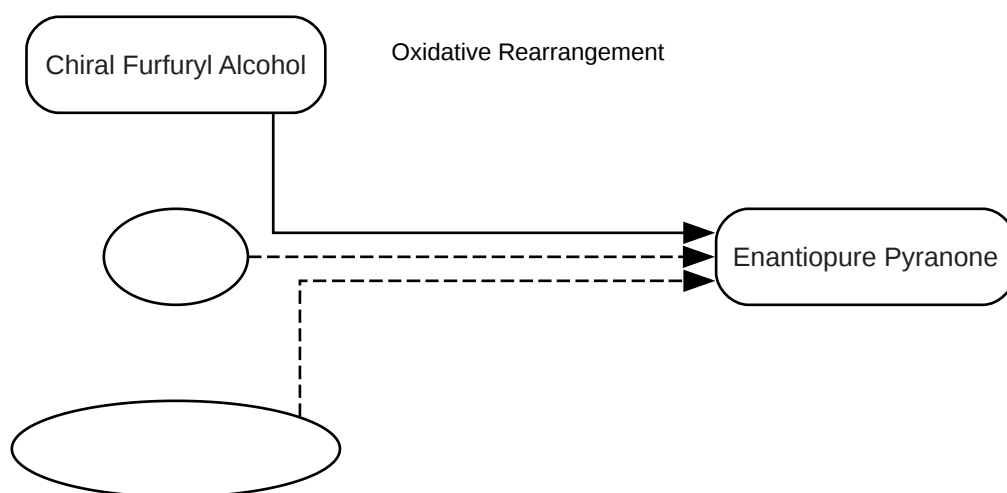 Chiral Furfuryl Alcohol
Oxidative Rearrangement
Enantiopure Pyranone